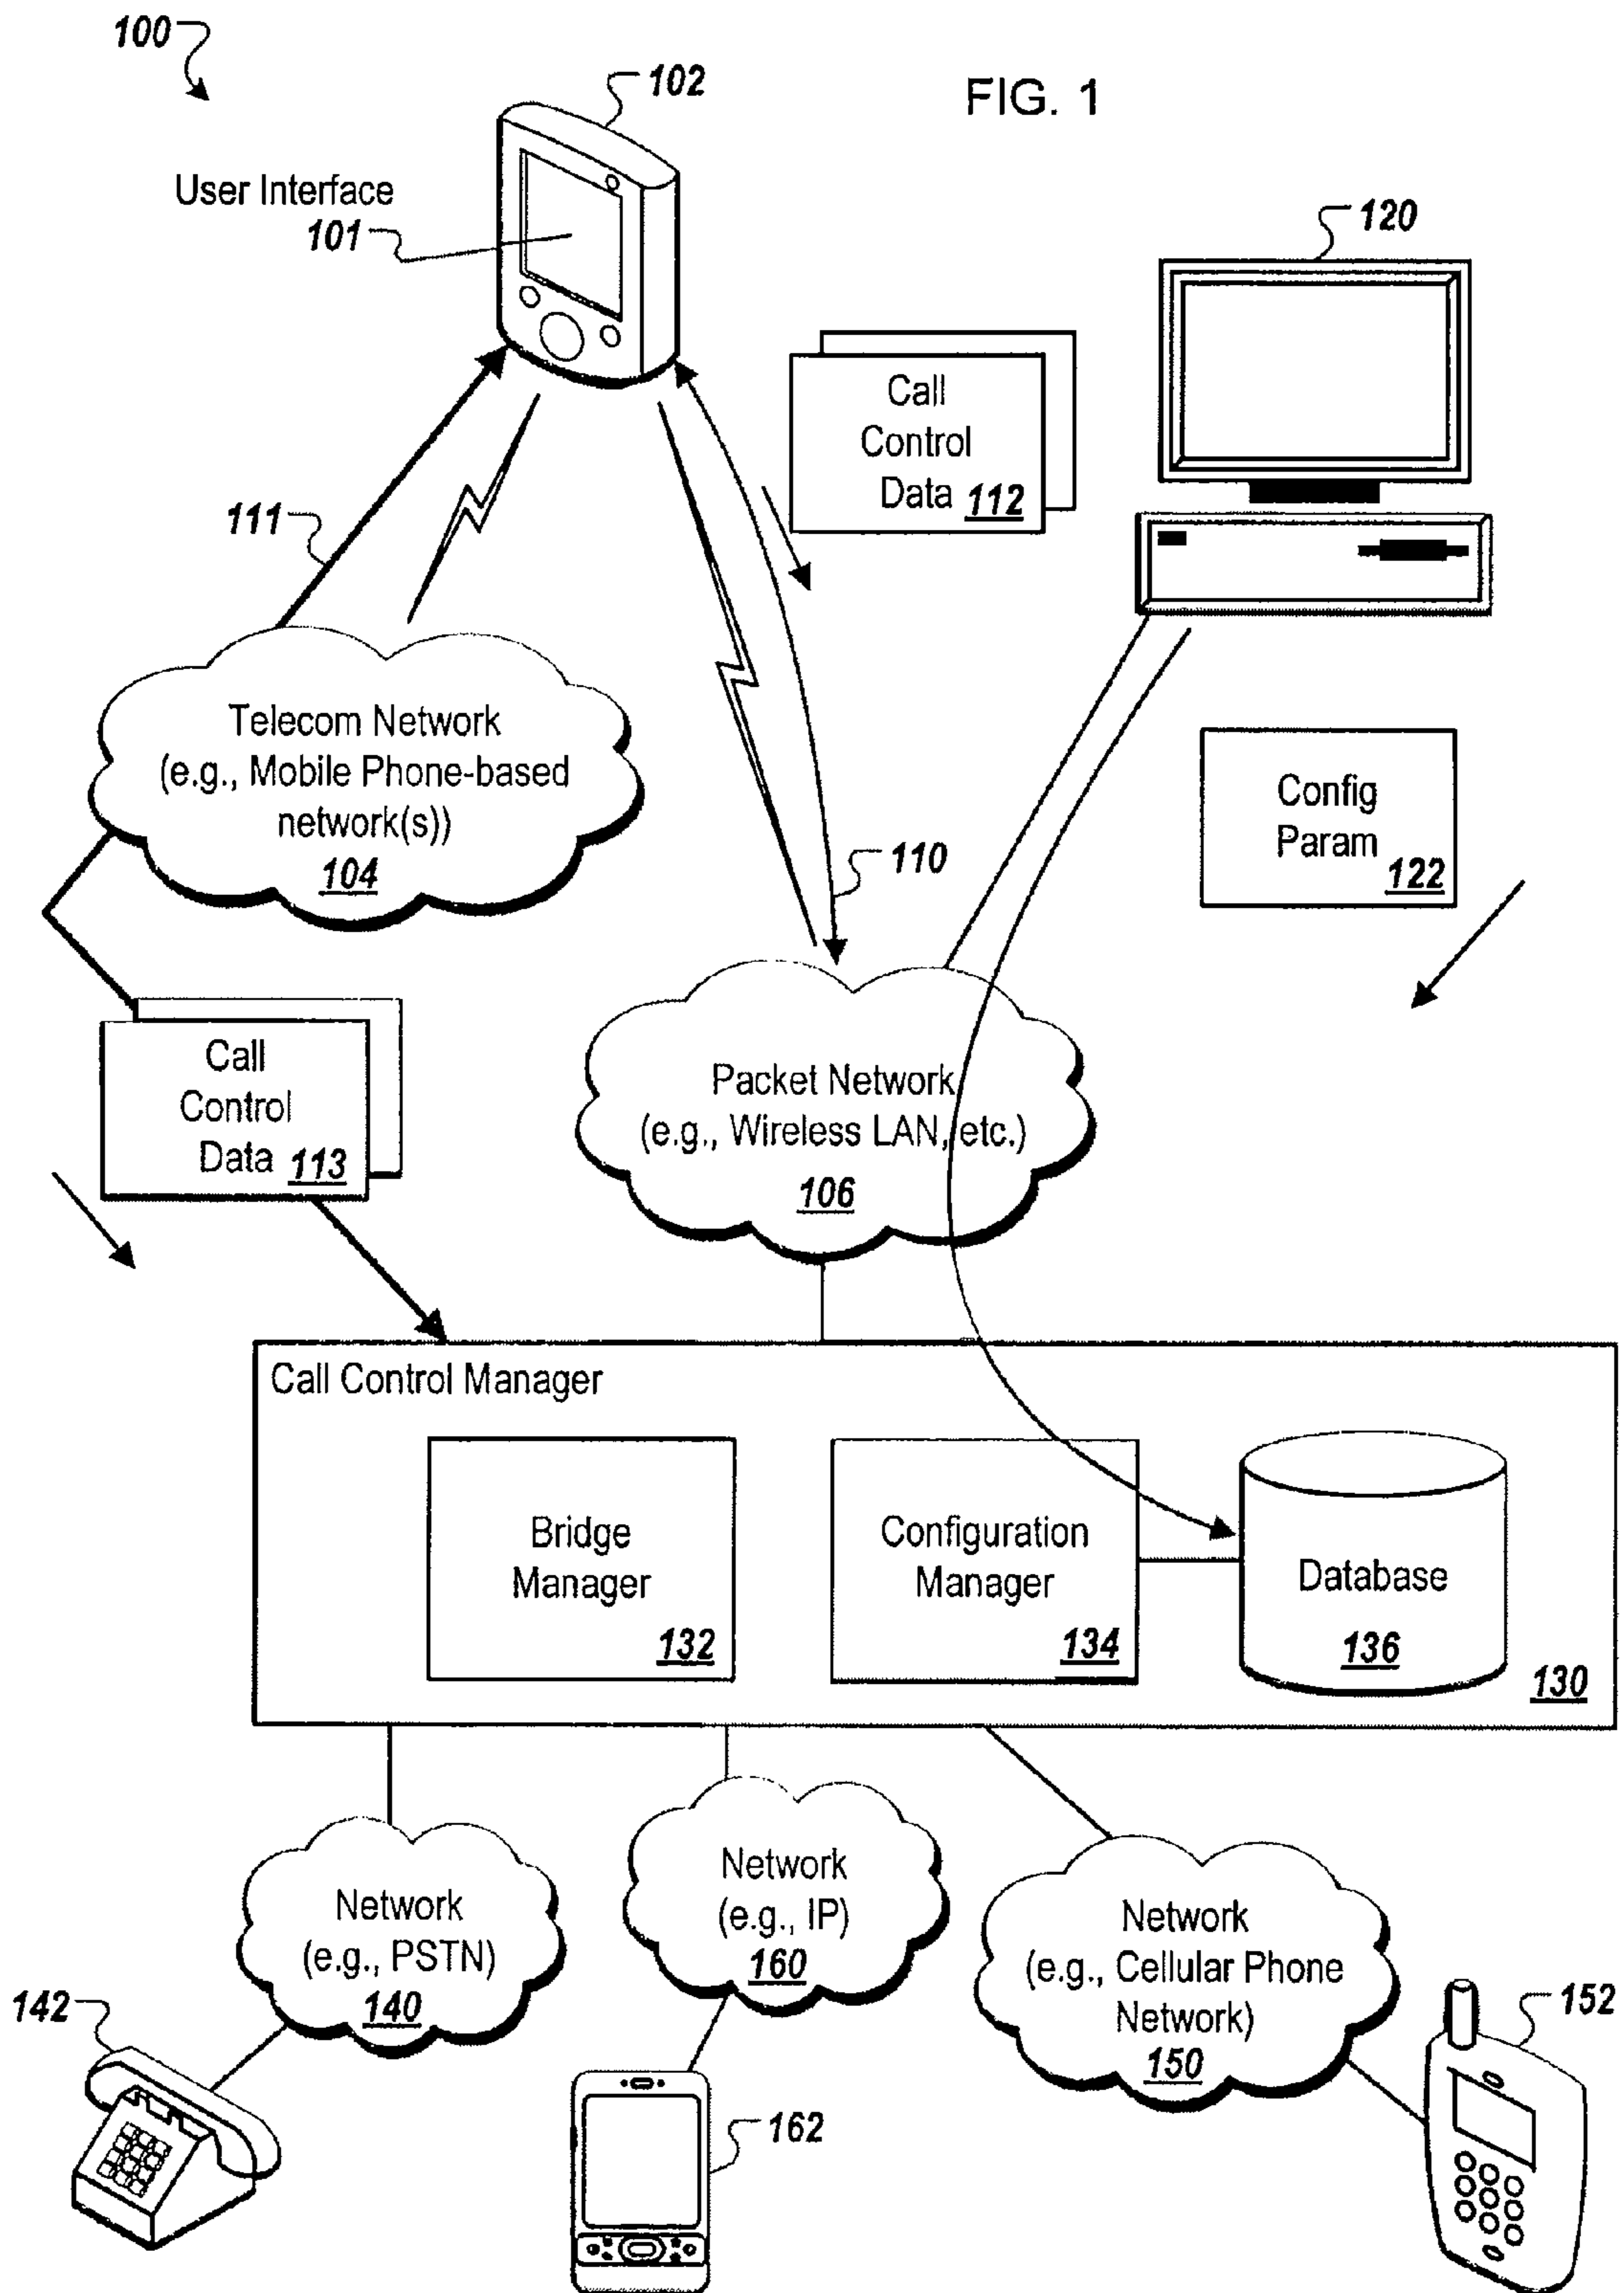 100
102
FIG. 1
User Interface
101
120
Call
Control
Data 112
111
Telecom Network
(e.g., Mobile Phone-based
network(s))
104
Config
Param
122
110
Call
Control
Data 113
Packet Network
(e.g., Wireless LAN, etc.)
106
Call Control Manager
Bridge
Manager
132
Configuration
Manager
134
Database
136
130
Network
(e.g., PSTN)
140
Network
(e.g., IP)
160
Network
(e.g., Cellular Phone
Network)
150
142
162
152